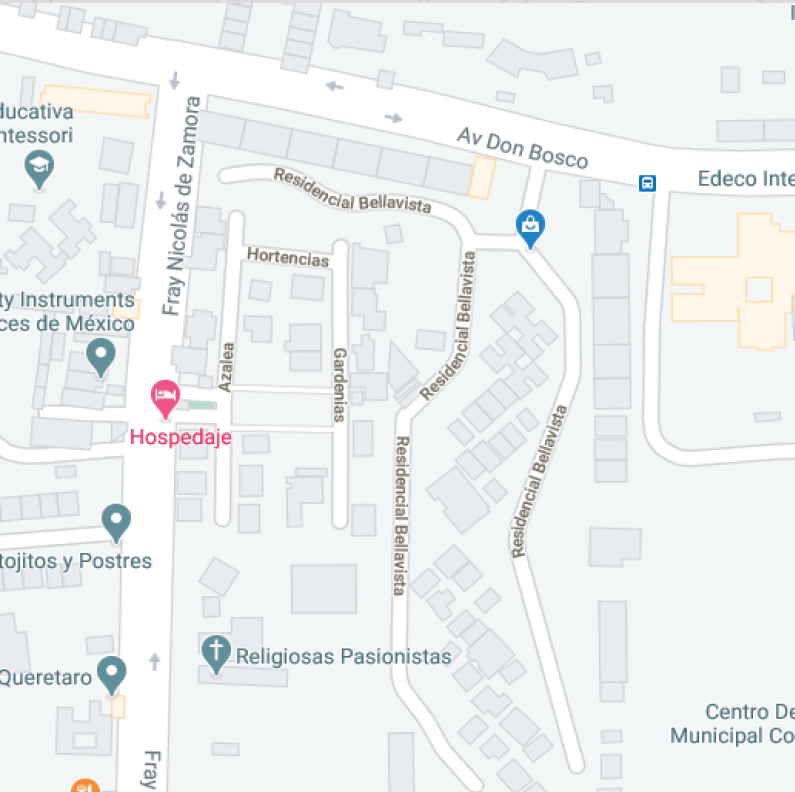 ducativa
ntessori
Av Don Bosco
Edeco Inte
Fray Nicolás de Zamora
Residencial Bellavista
Hortencias
Residencial Bellavista
ty Instruments
ces de México
Azalea
Gardenias
Hospedaje
Residencial Bellavista
Residencial Bellavista
tojitos y Postres
Religiosas Pasionistas
Queretaro
Centro De
Municipal Co
Fray